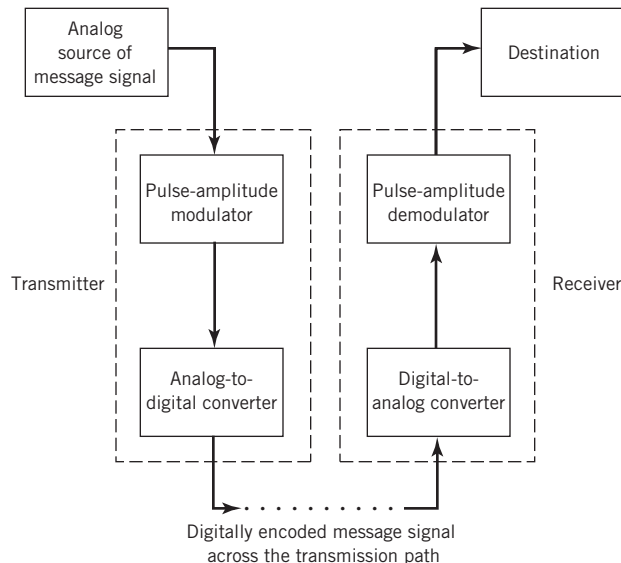 Analog
source of
message signal
Destination
Pulse-amplitude
modulator
Pulse-amplitude
demodulator
Transmitter
Receiver
Analog-to-
digital converter
Digital-to-
analog converter
Digitally encoded message signal
across the transmission path